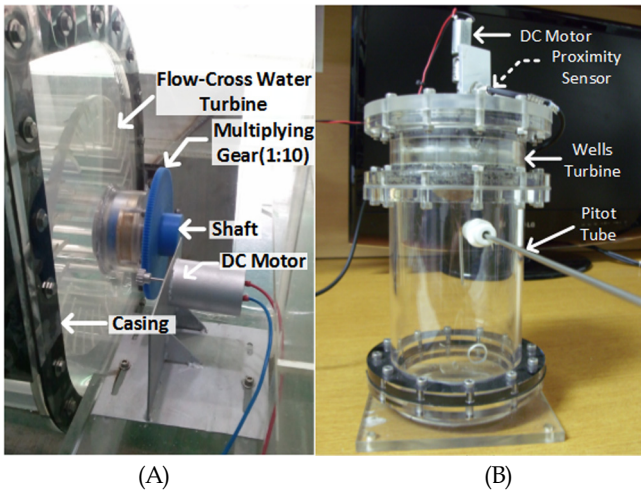 Flow-Cross Water
Turbine
Multiplying
Gear(1:10)
Shaft
DC Motor
Casing
(A)
DC Motor
Proximity
Sensor
Wells
Turbine
Pitot
Tube
(B)